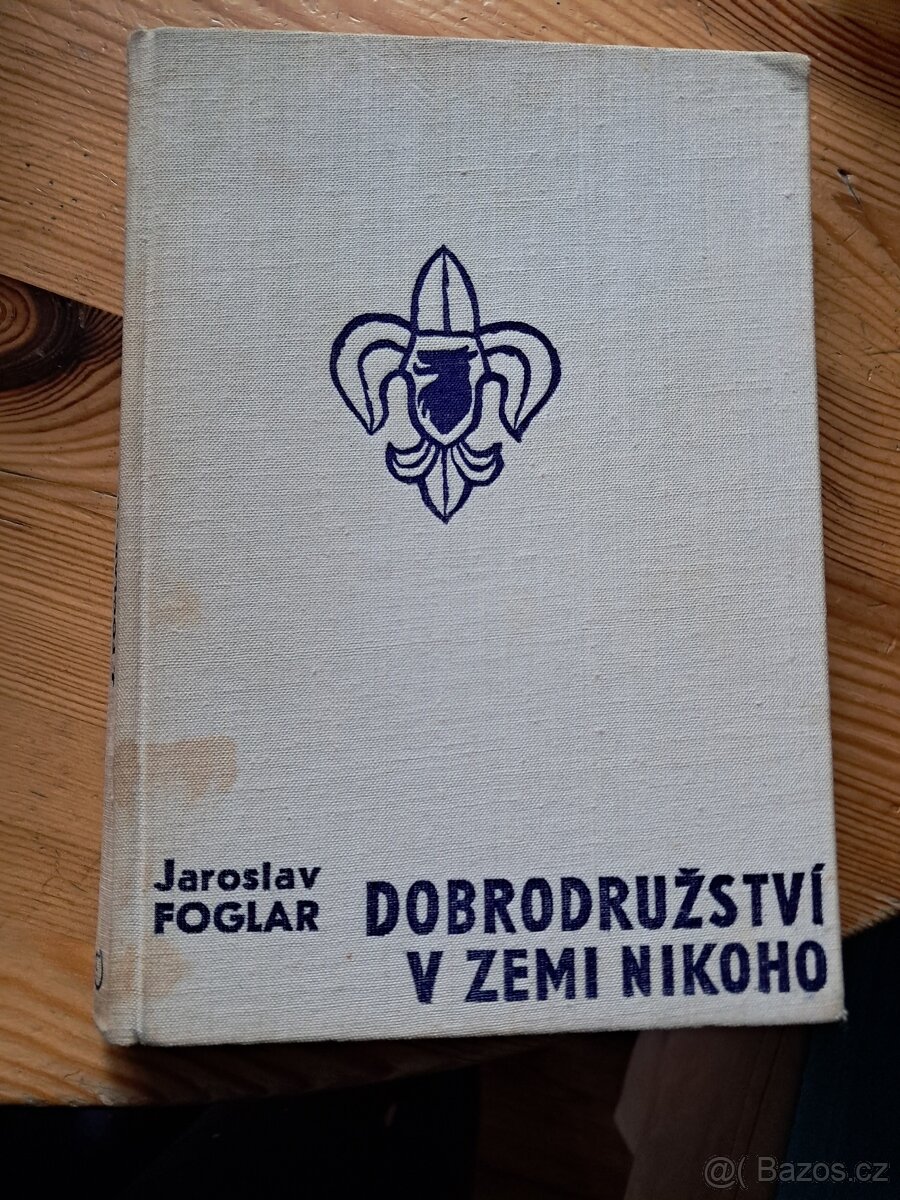 Jaroslav
FOGLAR
DOBRODRUŽSTVÍ
V ZEMI NIKOHO
@( Bazos.cz